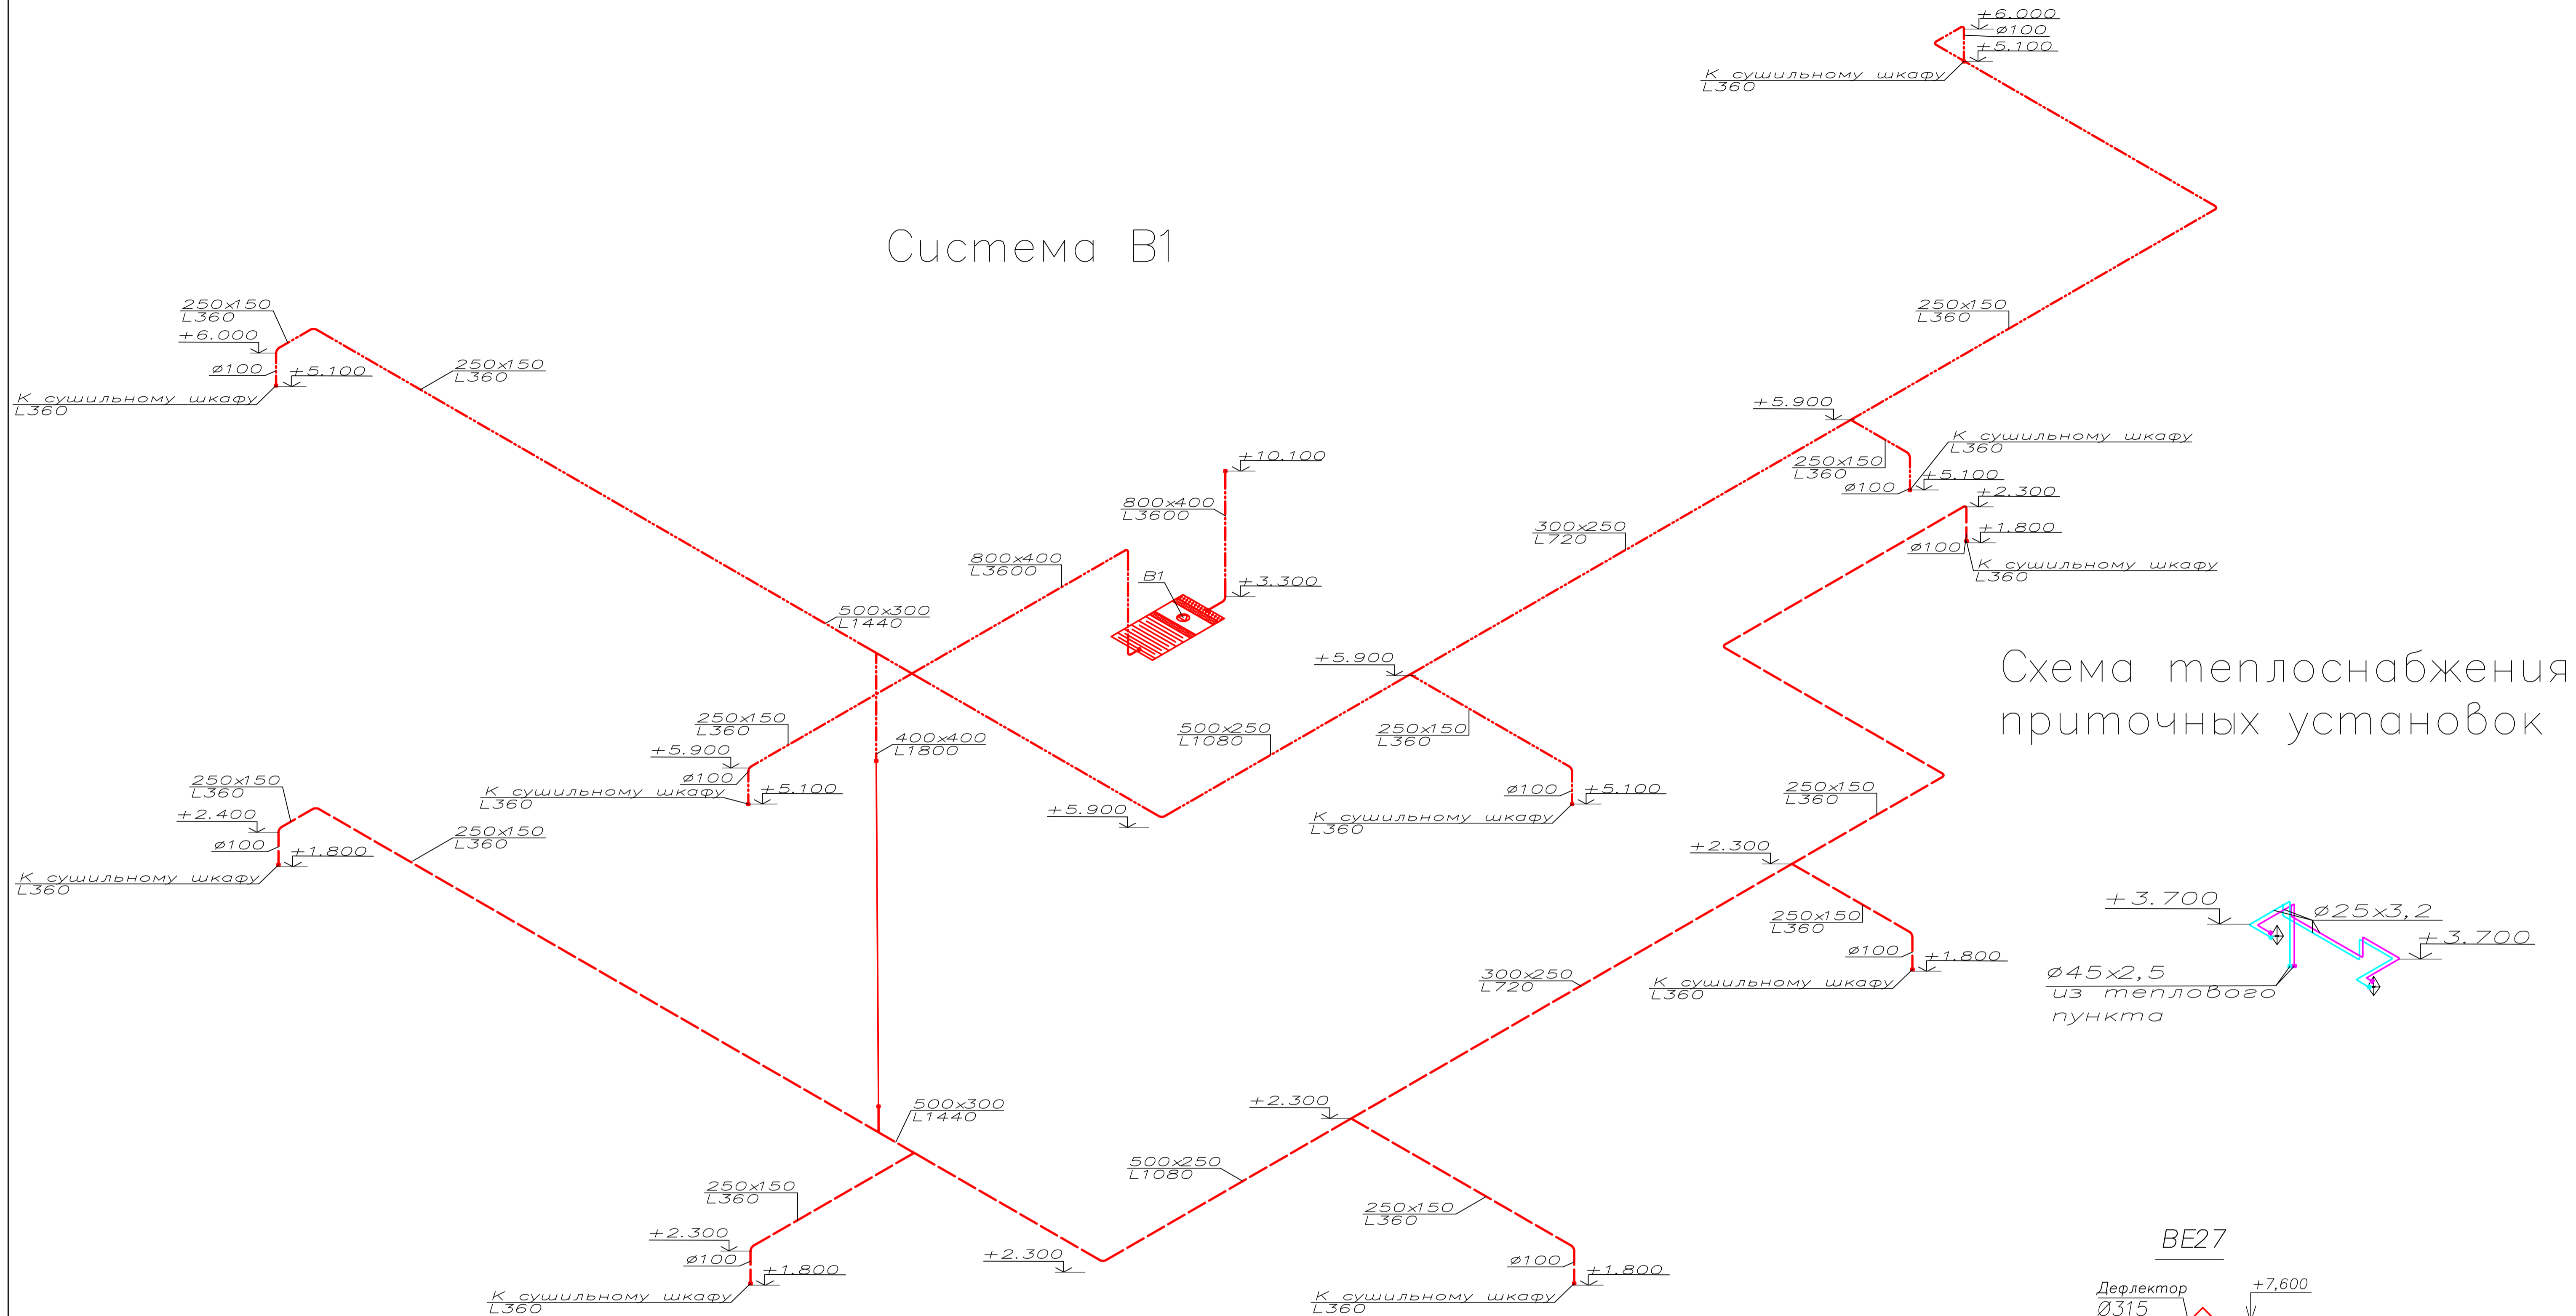 +6.000
ø100
+5.100
К сушильному шкафу
L360
Система В1
250x150
L360
+6.000
ø100
+5.100
К сушильному шкафу
L360
250x150
L360
250x150
L360
+5.900
К сушильному шкафу
L360
250x150
L360
+5.100
ø100
+10.100
800x400
L3600
+3.300
800x400
L3600
В1
300x250
L720
+2.300
+1.800
ø100
К сушильному шкафу
L360
500x300
L1440
Схема теплоснабжения
приточных установок
+5.900
250x150
L360
500x250
L1080
250x150
L360
400x400
L1800
+5.900
ø100
К сушильному шкафу
L360
+5.100
+5.900
ø100
+5.100
К сушильному шкафу
L360
250x150
L360
+2.400
ø100
+1.800
К сушильному шкафу
L360
250x150
L360
250x150
L360
+2.300
250x150
L360
ø100
+1.800
К сушильному шкафу
L360
300x250
L720
+3.700
ø25x3,2
+3.700
ø45x2,5
из теплового
пункта
500x300
L1440
+2.300
500x250
L1080
250x150
L360
250x150
L360
+2.300
ø100
+1.800
К сушильному шкафу
L360
+2.300
ø100
+1.800
К сушильному шкафу
L360
ВЕ27
Дефлектор
Ø315
+7,600